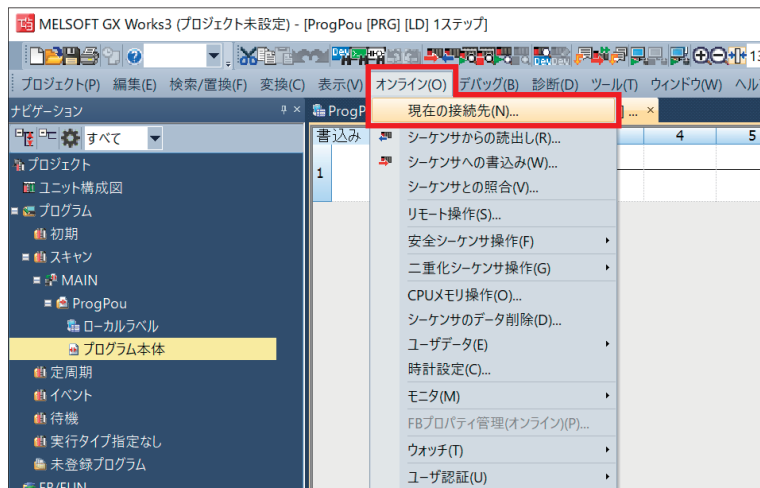 MELSOFT GX Works3 (プロジェクト未設定) - [ProgPou [PRG] [LD] 1ステップ]
プロジェクト(P) 編集(E) 検索/置換(F) 変換(C) 表示(V) オンライン(O) デバッグ(B) 診断(D) ツール(T) ウィンドウ(W)
ナビゲーション
すべて
プロジェクト
ユニット構成図
プログラム
初期
スキャン
MAIN
ProgPou
ローカルラベル
プログラム本体
定周期
イベント
待機
実行タイプ指定なし
未登録プログラム
FB/FUN
書込み 4 5
1
現在の接続先(N)...
シーケンサからの読出し(R)...
シーケンサへの書込み(W)...
シーケンサとの照合(V)...
リモート操作(S)...
安全シーケンサ操作(F)
二重化シーケンサ操作(G)
CPUメモリ操作(O)...
シーケンサのデータ削除(D)...
ユーザデータ(E)
時計設定(C)...
モニタ(M)
FBプロパティ管理(オンライン)(P)...
ウォッチ(T)
ユーザ認証(U)